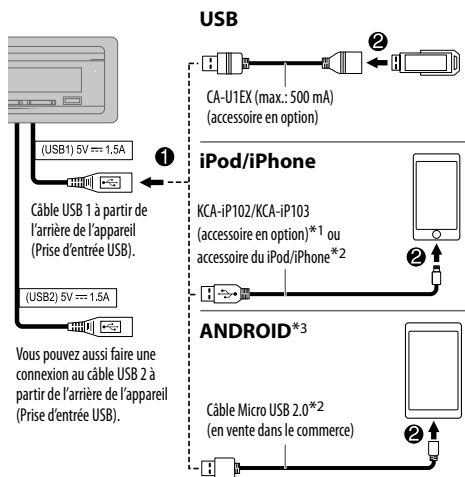 USB
❷
CA-U1EX (max.: 500 mA)
(accessoire en option)
(USB1) 5V ⎓ 1.5A
❶
Câble USB 1 à partir de
l'arrière de l'appareil
(Prise d'entrée USB).
iPod/iPhone
KCA-iP102/KCA-iP103
(accessoire en option)*1 ou
accessoire du iPod/iPhone*2
❷
(USB2) 5V ⎓ 1.5A
Vous pouvez aussi faire une
connexion au câble USB 2 à
partir de l'arrière de l'appareil
(Prise d'entrée USB).
ANDROID*3
Câble Micro USB 2.0*2
(en vente dans le commerce)
❷